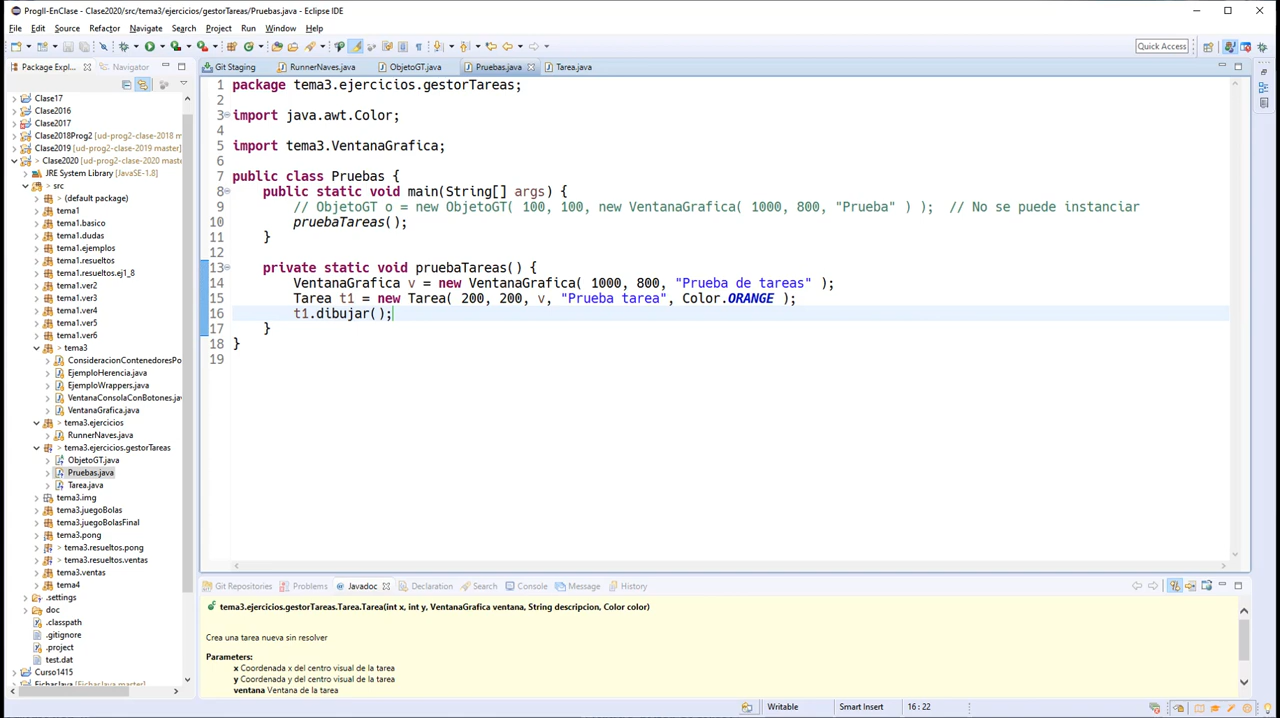 ProgII-EnClase - Clase2020/src/tema3/ejercicios/gestorTareas/Pruebas.java - Eclipse IDE
File Edit Source Refactor Navigate Search Project Run Window Help
Quick Access
Package Expl...
Navigator
Clase17
Clase2016
Clase2017
Clase2018Prog2 [ud-prog2-clase-2018 m
Clase2019 [ud-prog2-clase-2019 master]
> Clase2020 [ud-prog2-clase-2020 master]
JRE System Library [JavaSE-1.8]
> src
> (default package)
tema1
tema1.basico
tema1.dudas
tema1.ejemplos
tema1.resueltos
tema1.resueltos.ej1_8
tema1.ver2
tema1.ver3
tema1.ver4
tema1.ver5
tema1.ver6
> tema3
ConsideracionContenedoresPo
EjemploHerencia.java
EjemploWrappers.java
VentanaConsolaConBotones.jav
VentanaGrafica.java
> tema3.ejercicios
RunnerNaves.java
> tema3.ejercicios.gestorTareas
ObjetoGT.java
Pruebas.java
Tarea.java
tema3.img
tema3.juegoBolas
tema3.juegoBolasFinal
tema3.pong
> tema3.resueltos.pong
> tema3.resueltos.ventas
tema3.ventas
tema4
.settings
doc
.classpath
.gitignore
.project
test.dat
Curso1415
Git Staging RunnerNaves.java ObjetoGT.java Pruebas.java Tarea.java
1 package tema3.ejercicios.gestorTareas;
2
3 import java.awt.Color;
4
5 import tema3.VentanaGrafica;
6
7 public class Pruebas {
8 public static void main(String[] args) {
9 // ObjetoGT o = new ObjetoGT( 100, 100, new VentanaGrafica( 1000, 800, "Prueba" ) ); // No se puede instanciar
10 pruebaTareas();
11 }
12
13 private static void pruebaTareas() {
14 VentanaGrafica v = new VentanaGrafica( 1000, 800, "Prueba de tareas" );
15 Tarea t1 = new Tarea( 200, 200, v, "Prueba tarea", Color.ORANGE );
16 t1.dibujar();
17 }
18 }
19
Git Repositories Problems Javadoc Declaration Search Console Message History
tema3.ejercicios.gestorTareas.Tarea.Tarea(int x, int y, VentanaGrafica ventana, String descripcion, Color color)
Crea una tarea nueva sin resolver
Parameters:
x Coordenada x del centro visual de la tarea
y Coordenada y del centro visual de la tarea
ventana Ventana de la tarea
Writable Smart Insert 16 : 22